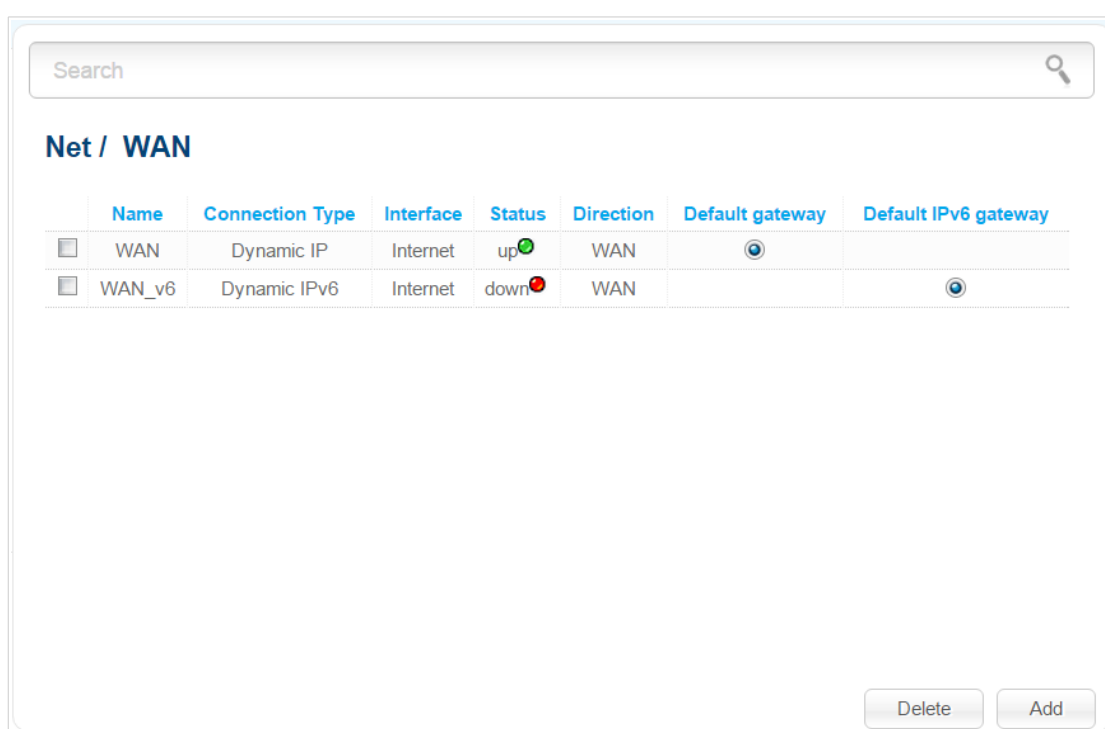 Search
Net / WAN
Name Connection Type Interface Status Direction Default gateway Default IPv6 gateway
WAN Dynamic IP Internet up WAN
WAN_v6 Dynamic IPv6 Internet down WAN
Delete Add